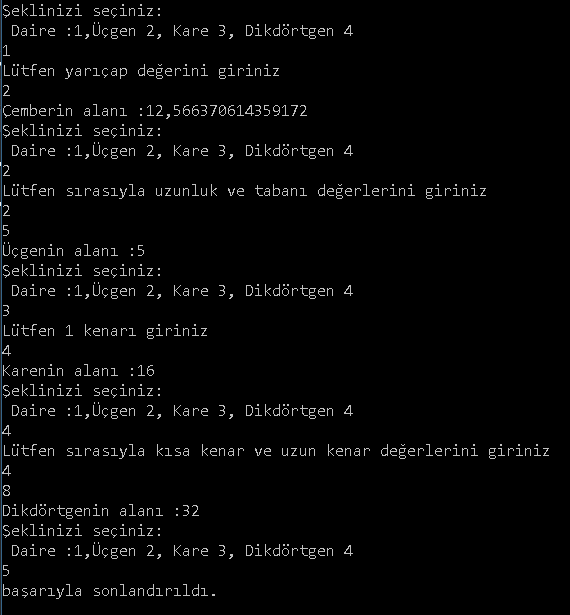 Şeklinizi seçiniz:
Daire :1,Üçgen 2, Kare 3, Dikdörtgen 4
1
Lütfen yarıçap değerini giriniz
2
Çemberin alanı :12,566370614359172
Şeklinizi seçiniz:
Daire :1,Üçgen 2, Kare 3, Dikdörtgen 4
2
Lütfen sırasıyla uzunluk ve tabanı değerlerini giriniz
2
5
Üçgenin alanı :5
Şeklinizi seçiniz:
Daire :1,Üçgen 2, Kare 3, Dikdörtgen 4
3
Lütfen 1 kenarı giriniz
4
Karenin alanı :16
Şeklinizi seçiniz:
Daire :1,Üçgen 2, Kare 3, Dikdörtgen 4
4
Lütfen sırasıyla kısa kenar ve uzun kenar değerlerini giriniz
4
8
Dikdörtgenin alanı :32
Şeklinizi seçiniz:
Daire :1,Üçgen 2, Kare 3, Dikdörtgen 4
5
başarıyla sonlandırıldı.